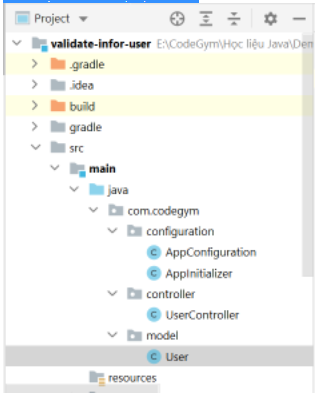 Project
validate-infor-user E:\CodeGym\Học liệu Java\Den
.gradle
.idea
build
gradle
src
main
java
com.codegym
configuration
AppConfiguration
AppInitializer
controller
UserController
model
User
resources